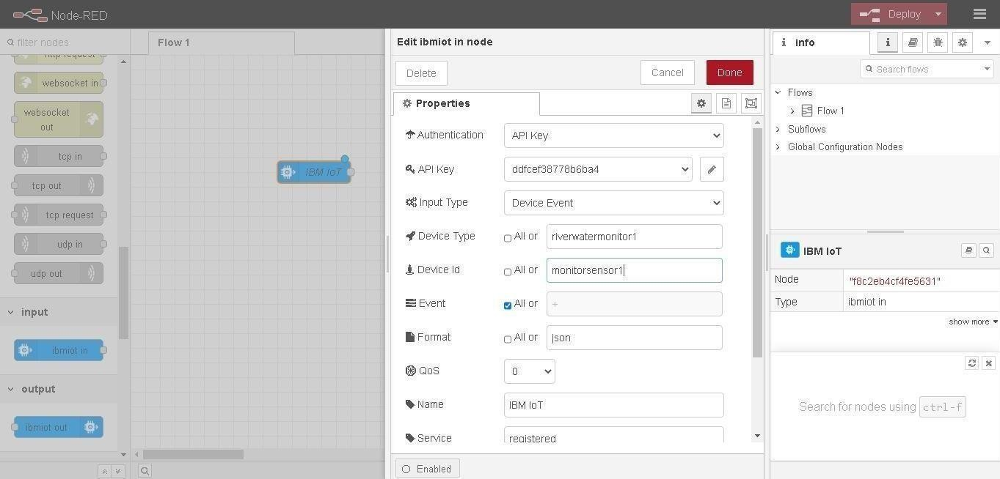 Node-RED
Deploy
filter nodes
http request
websocket in
websocket
out
tcp in
tcp out
tcp request
udp in
udp out
input
ibmiot in
output
ibmiot out
Flow 1
IBM IoT
Edit ibmiot in node
Delete
Cancel
Done
Properties
Authentication
API Key
API Key
ddfcef38778b6ba4
Input Type
Device Event
Device Type
All or
riverwatermonitor1
Device Id
All or
monitorsensor1
Event
All or
+
Format
All or
json
QoS
0
Name
IBM IoT
Service
registered
Enabled
i info
i
Search flows
Flows
Flow 1
Subflows
Global Configuration Nodes
IBM IoT
Node
"f8c2eb4cf4fe5631"
Type
ibmiot in
show more
Search for nodes using ctrl-f